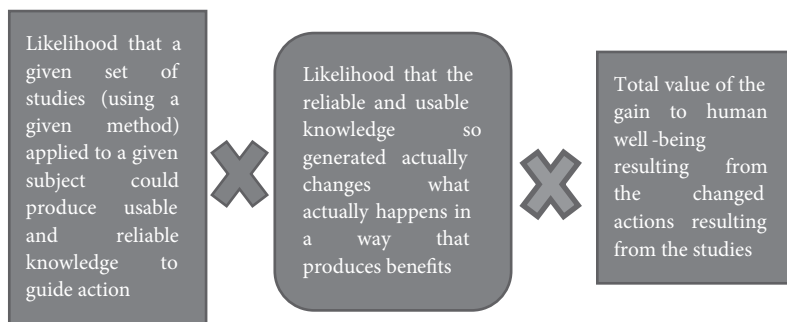 Likelihood that a
given set of
studies (using a
given method)
applied to a given
subject could
produce usable
and reliable
knowledge to
guide action
Likelihood that the
reliable and usable
knowledge so
generated actually
changes what
actually happens in
a way that
produces benefits
Total value of the
gain to human
well -being
resulting from
the changed
actions resulting
from the studies